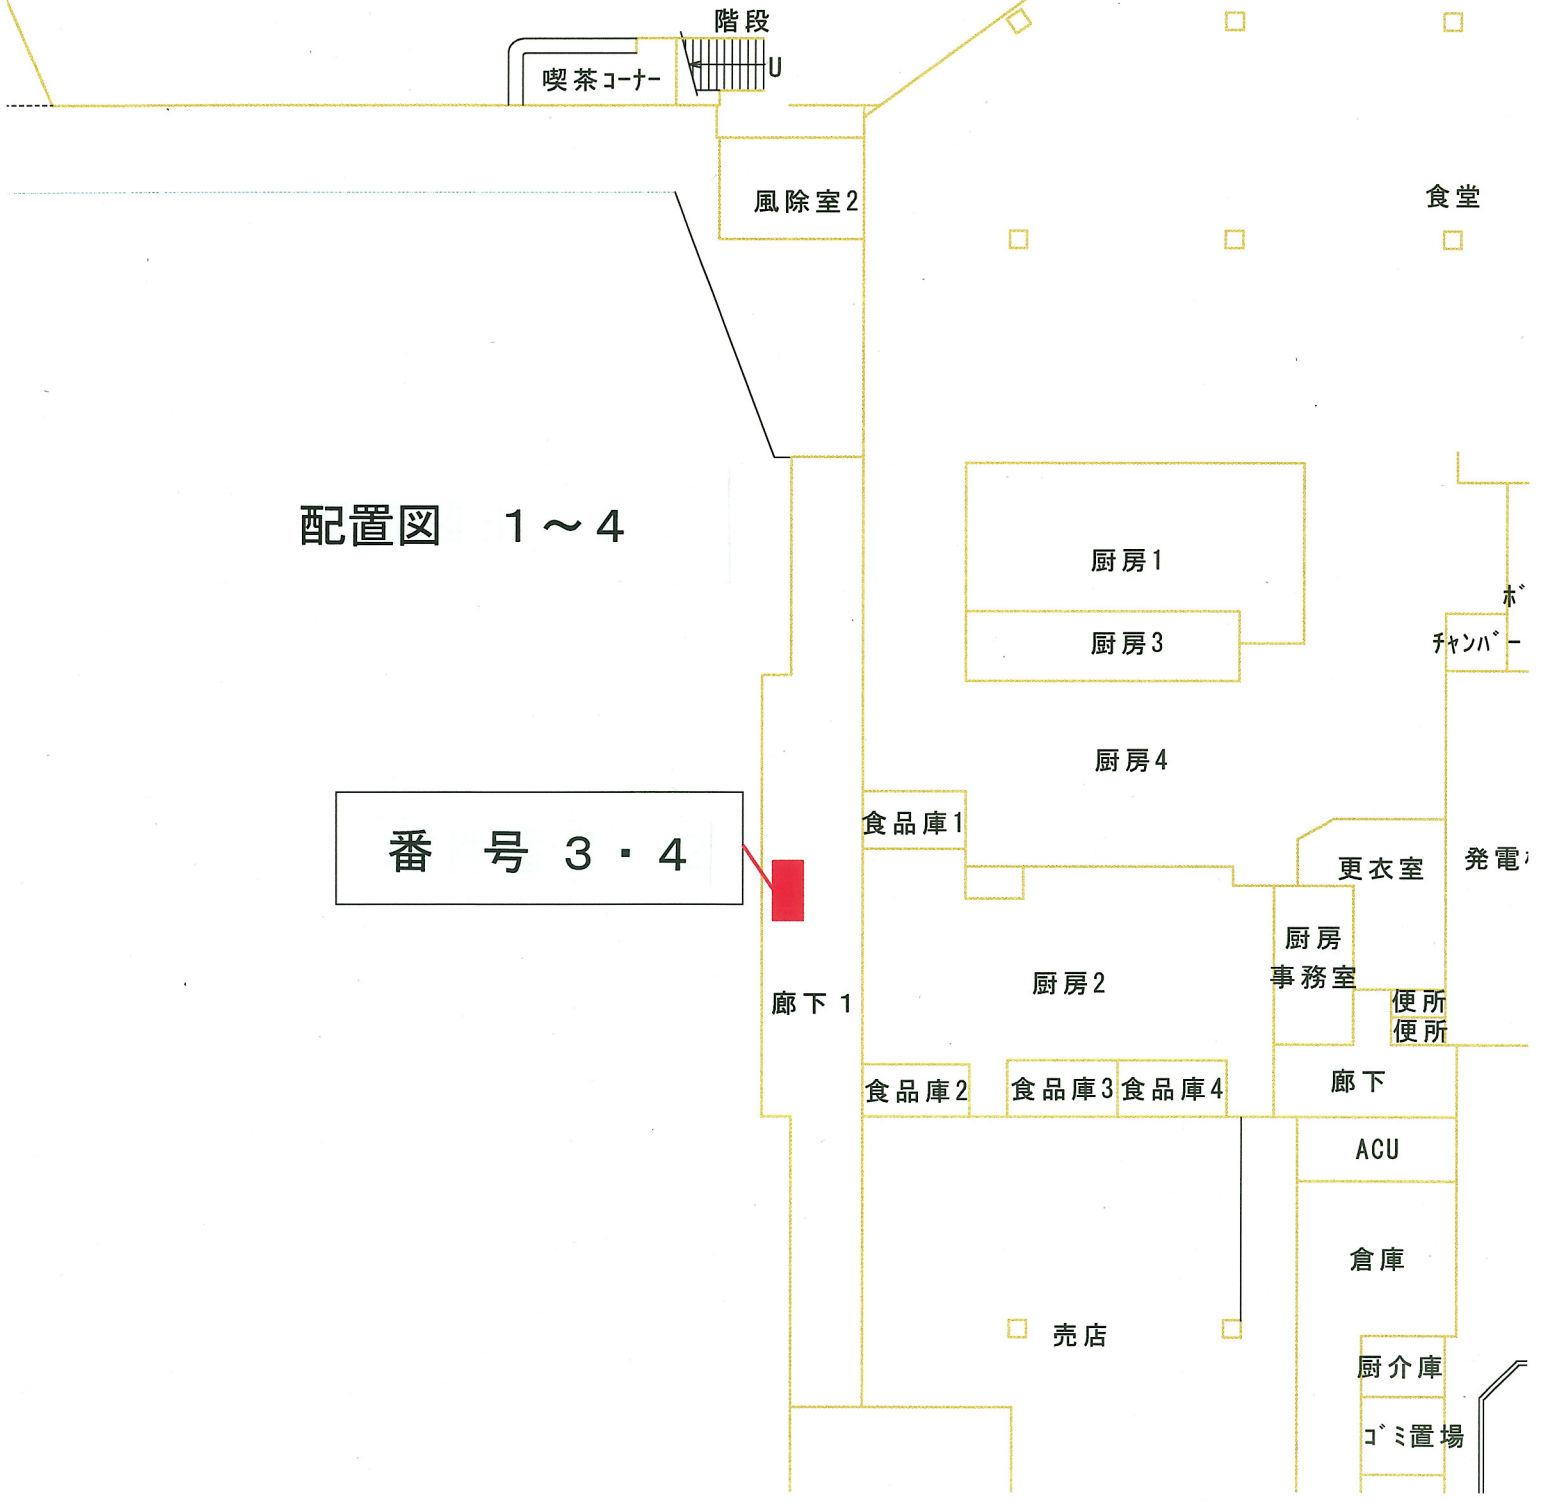 階段
U
喫茶コーナー
風除室2
食堂
配置図 1～4
厨房1
ボ
厨房3
チャンバー
厨房4
食品庫1
番 号 3・4
更衣室
発電
厨房
事務室
厨房2
便所
廊下 1
便所
廊下
食品庫2
食品庫3
食品庫4
ACU
倉庫
売店
厨介庫
ゴミ置場